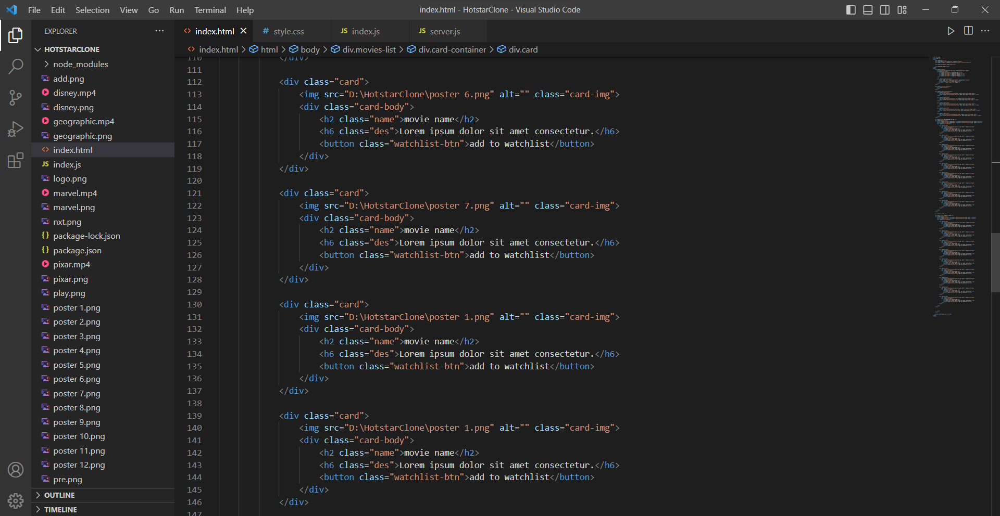 File Edit Selection View Go Run Terminal Help
index.html - HotstarClone - Visual Studio Code
EXPLORER
HOTSTARCLONE
node_modules
add.png
disney.mp4
disney.png
geographic.mp4
geographic.png
index.html
JS index.js
logo.png
marvel.mp4
marvel.png
nxt.png
{} package-lock.json
{} package.json
pixar.mp4
pixar.png
play.png
poster 1.png
poster 2.png
poster 3.png
poster 4.png
poster 5.png
poster 6.png
poster 7.png
poster 8.png
poster 9.png
poster 10.png
poster 11.png
poster 12.png
pre.png
OUTLINE
TIMELINE
<> index.html # style.css JS index.js JS server.js
<> index.html > html > body > div.movies-list > div.card-container > div.card
110 </div>
111
112 <div class="card">
113 <img src="D:\HotstarClone\poster 6.png" alt="" class="card-img">
114 <div class="card-body">
115 <h2 class="name">movie name</h2>
116 <h6 class="des">Lorem ipsum dolor sit amet consectetur.</h6>
117 <button class="watchlist-btn">add to watchlist</button>
118 </div>
119 </div>
120
121 <div class="card">
122 <img src="D:\HotstarClone\poster 7.png" alt="" class="card-img">
123 <div class="card-body">
124 <h2 class="name">movie name</h2>
125 <h6 class="des">Lorem ipsum dolor sit amet consectetur.</h6>
126 <button class="watchlist-btn">add to watchlist</button>
127 </div>
128 </div>
129
130 <div class="card">
131 <img src="D:\HotstarClone\poster 1.png" alt="" class="card-img">
132 <div class="card-body">
133 <h2 class="name">movie name</h2>
134 <h6 class="des">Lorem ipsum dolor sit amet consectetur.</h6>
135 <button class="watchlist-btn">add to watchlist</button>
136 </div>
137 </div>
138
139 <div class="card">
140 <img src="D:\HotstarClone\poster 1.png" alt="" class="card-img">
141 <div class="card-body">
142 <h2 class="name">movie name</h2>
143 <h6 class="des">Lorem ipsum dolor sit amet consectetur.</h6>
144 <button class="watchlist-btn">add to watchlist</button>
145 </div>
146 </div>
147